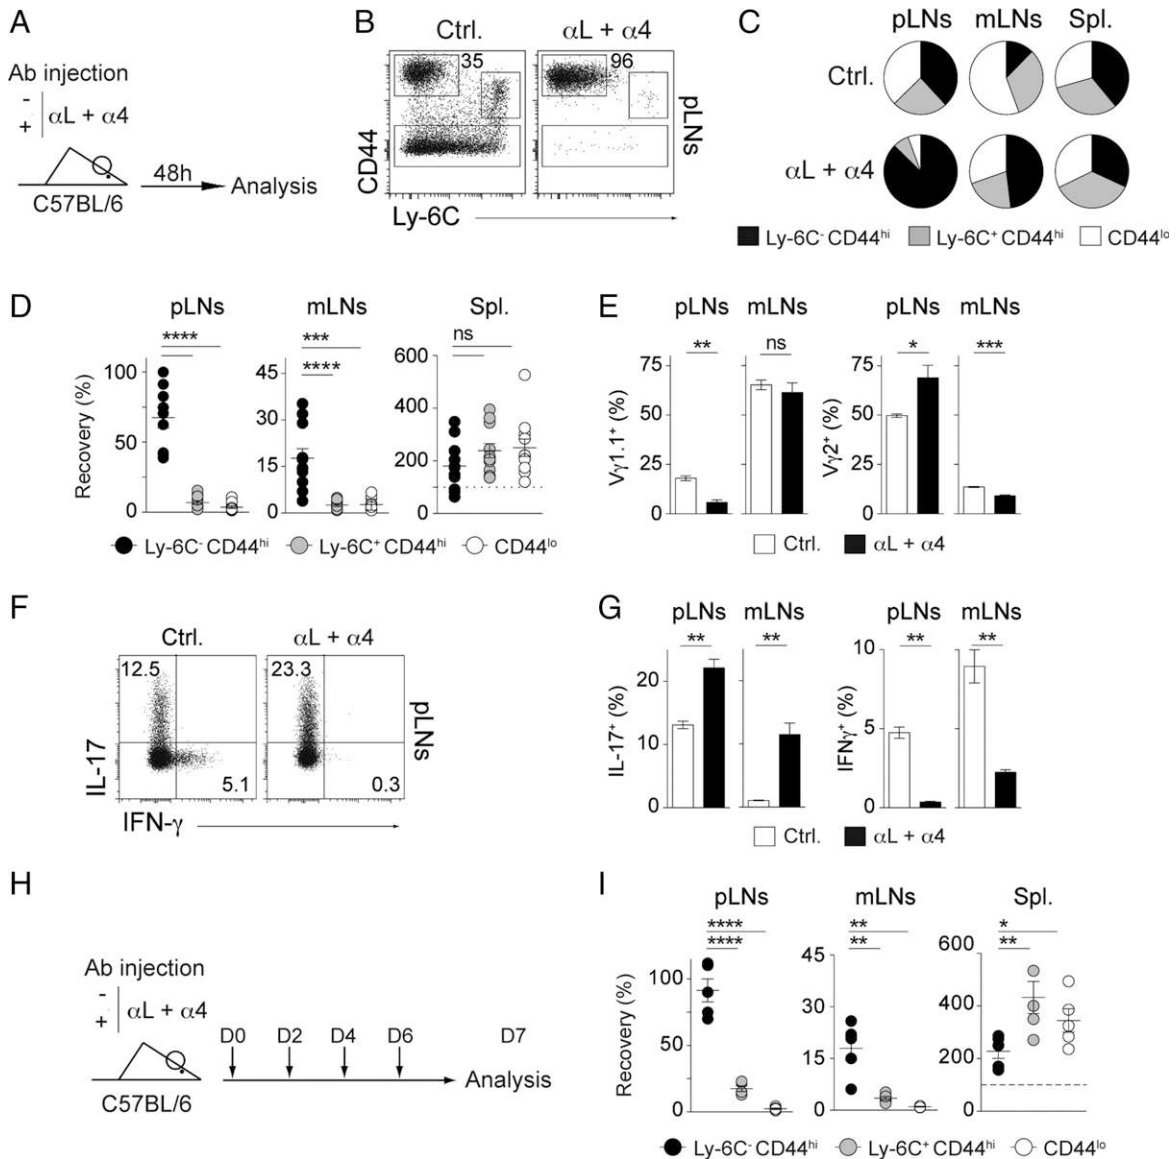 A
Ab injection
-
+
αL + α4
C57BL/6
48h
Analysis
B
Ctrl.
αL + α4
35
96
CD44
Ly-6C
pLNs
C
pLNs mLNs Spl.
Ctrl.
αL + α4
Ly-6C⁻ CD44ʰⁱ Ly-6C⁺ CD44ʰⁱ CD44ˡᵒ
D
pLNs mLNs Spl.
**** *** **** ns
Recovery (%)
100
50
0
45
30
15
0
600
400
200
0
Ly-6C⁻ CD44ʰⁱ Ly-6C⁺ CD44ʰⁱ CD44ˡᵒ
E
pLNs mLNs pLNs mLNs
** ns * ***
Vγ1.1⁺ (%)
75
50
25
0
Vγ2⁺ (%)
75
50
25
0
Ctrl. αL + α4
F
Ctrl. αL + α4
12.5
5.1
23.3
0.3
IL-17
IFN-γ
pLNs
G
pLNs mLNs pLNs mLNs
** ** ** **
IL-17⁺ (%)
20
10
0
IFNγ⁺ (%)
10
5
0
Ctrl. αL + α4
H
Ab injection
-
+
αL + α4
C57BL/6
D0 D2 D4 D6 D7
Analysis
I
pLNs mLNs Spl.
**** ** *
**** ** **
Recovery (%)
100
50
0
45
30
15
0
600
400
200
0
Ly-6C⁻ CD44ʰⁱ Ly-6C⁺ CD44ʰⁱ CD44ˡᵒ